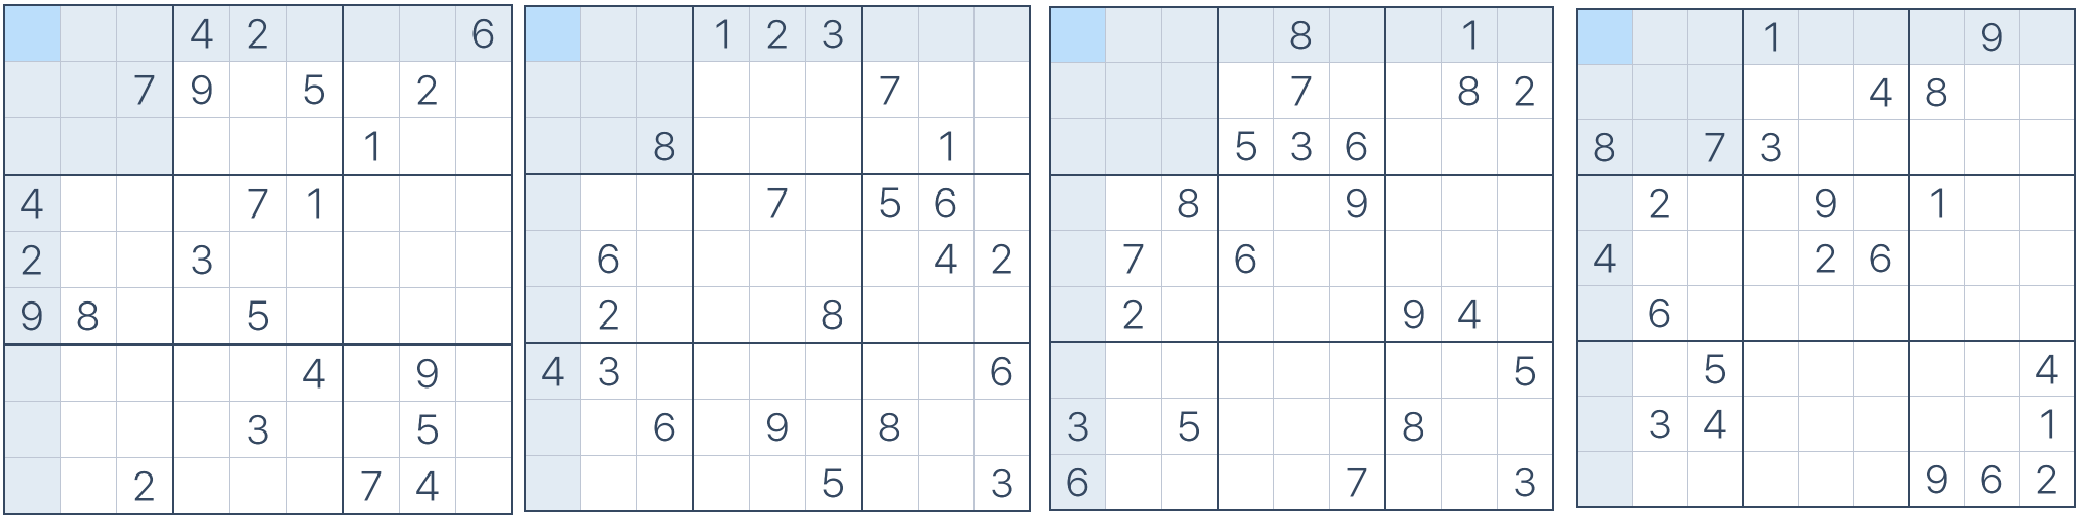 4 2 6
7 9 5 2
1
4 7 1
2 3
9 8 5
4 9
3 5
2 7 4
1 2 3
7
8 1
7 5 6
6 4 2
2 8
4 3 6
6 9 8
5 3
8 1
7 8 2
5 3 6
8 9
7 6
2 9 4
5
3 5 8
6 7 3
1 9
4 8
8 7 3
2 9 1
4 2 6
6
5 4
3 4 1
9 6 2